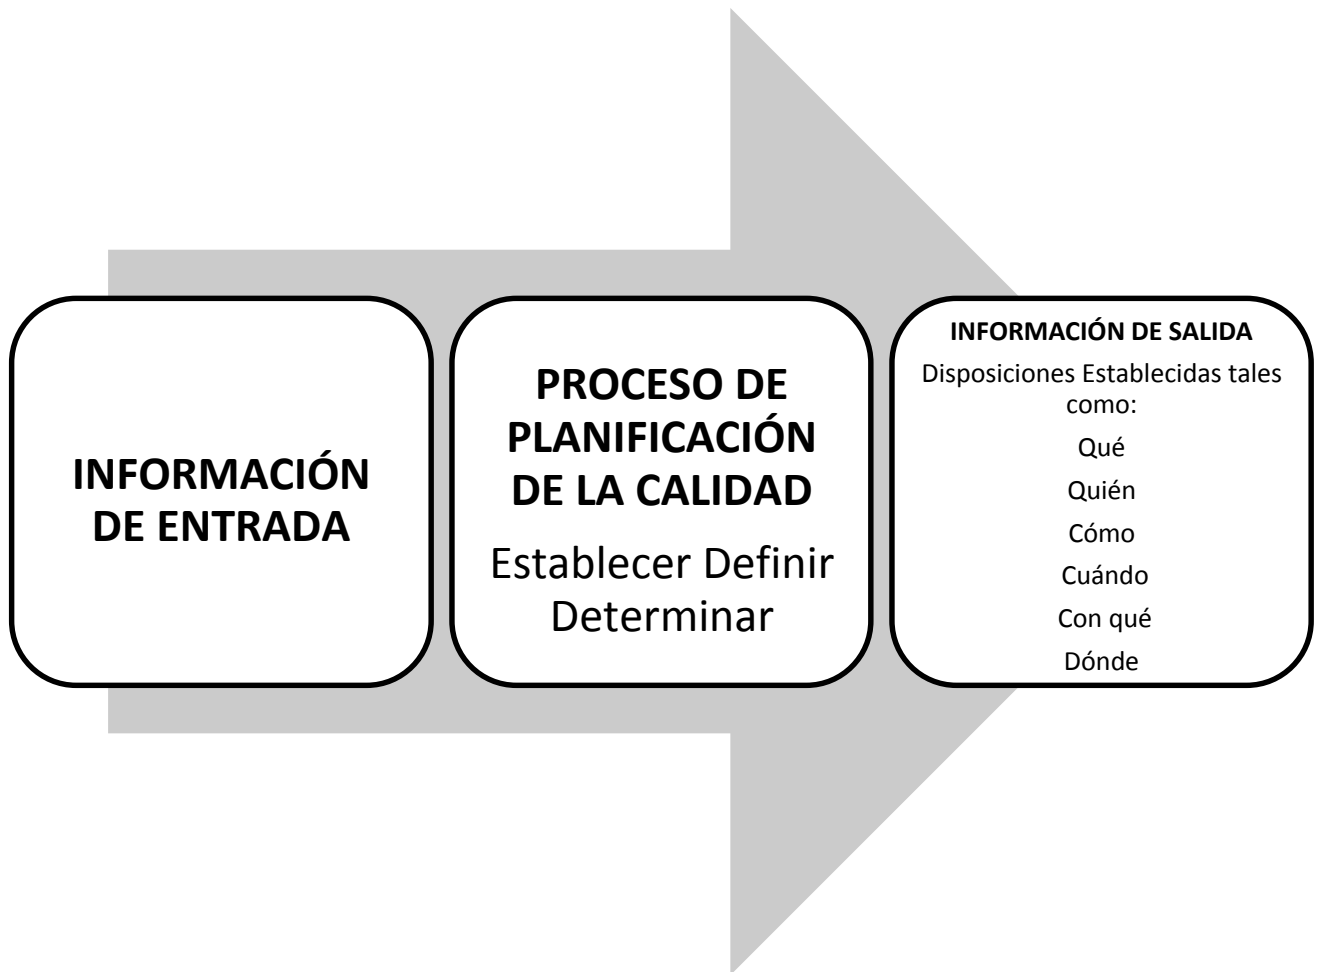 INFORMACIÓN
DE ENTRADA
PROCESO DE
PLANIFICACIÓN
DE LA CALIDAD
Establecer Definir
Determinar
INFORMACIÓN DE SALIDA
Disposiciones Establecidas tales
como:
Qué
Quién
Cómo
Cuándo
Con qué
Dónde